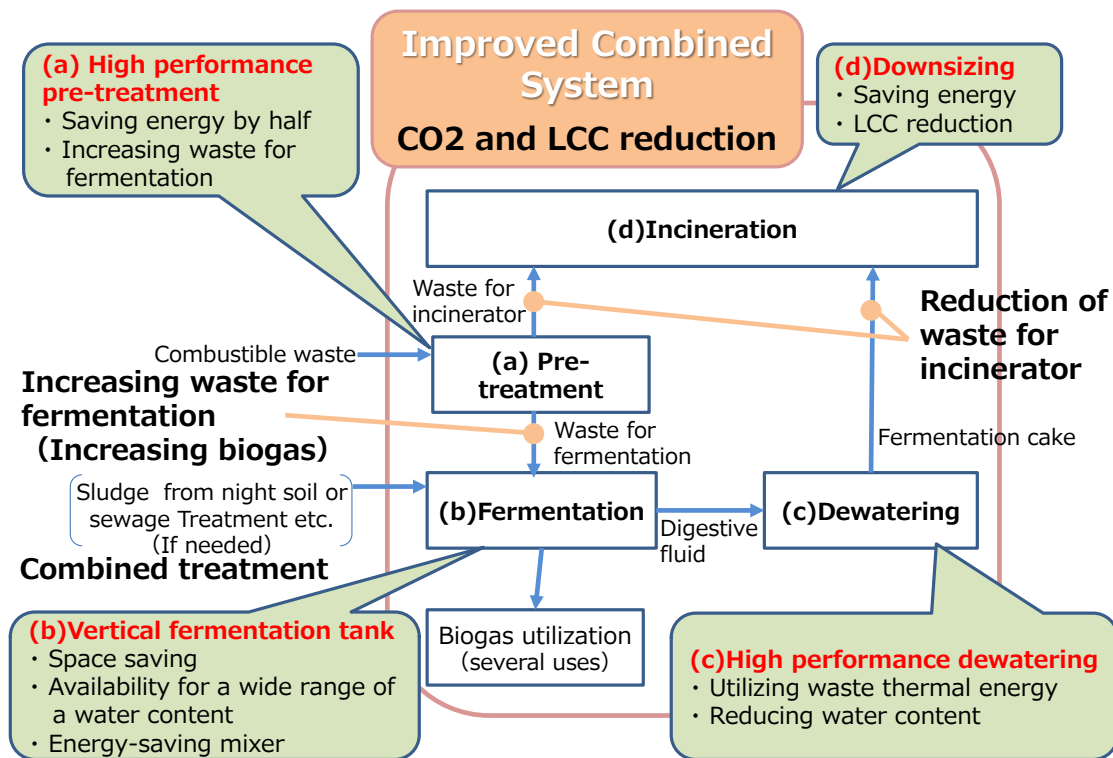 Improved Combined
System
CO2 and LCC reduction
(a) High performance
pre-treatment
・Saving energy by half
・Increasing waste for
fermentation
(d)Downsizing
・Saving energy
・LCC reduction
(d)Incineration
Waste for
incinerator
Reduction of
waste for
incinerator
Combustible waste
(a) Pre-
treatment
Increasing waste for
fermentation
(Increasing biogas)
Waste for
fermentation
Fermentation cake
Sludge from night soil or
sewage Treatment etc.
(If needed)
Combined treatment
(b)Fermentation
Digestive
fluid
(c)Dewatering
(b)Vertical fermentation tank
・Space saving
・Availability for a wide range of
a water content
・Energy-saving mixer
Biogas utilization
(several uses)
(c)High performance dewatering
・Utilizing waste thermal energy
・Reducing water content